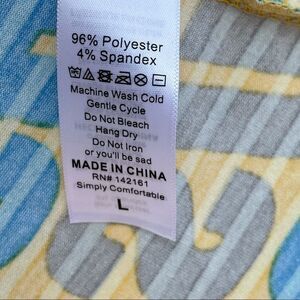 96% Polyester
4% Spandex
Machine Wash Cold
Gentle Cycle
Do Not Bleach
Hang Dry
Do Not Iron
or you'll be sad
MADE IN CHINA
RN# 142161
Simply Comfortable
L